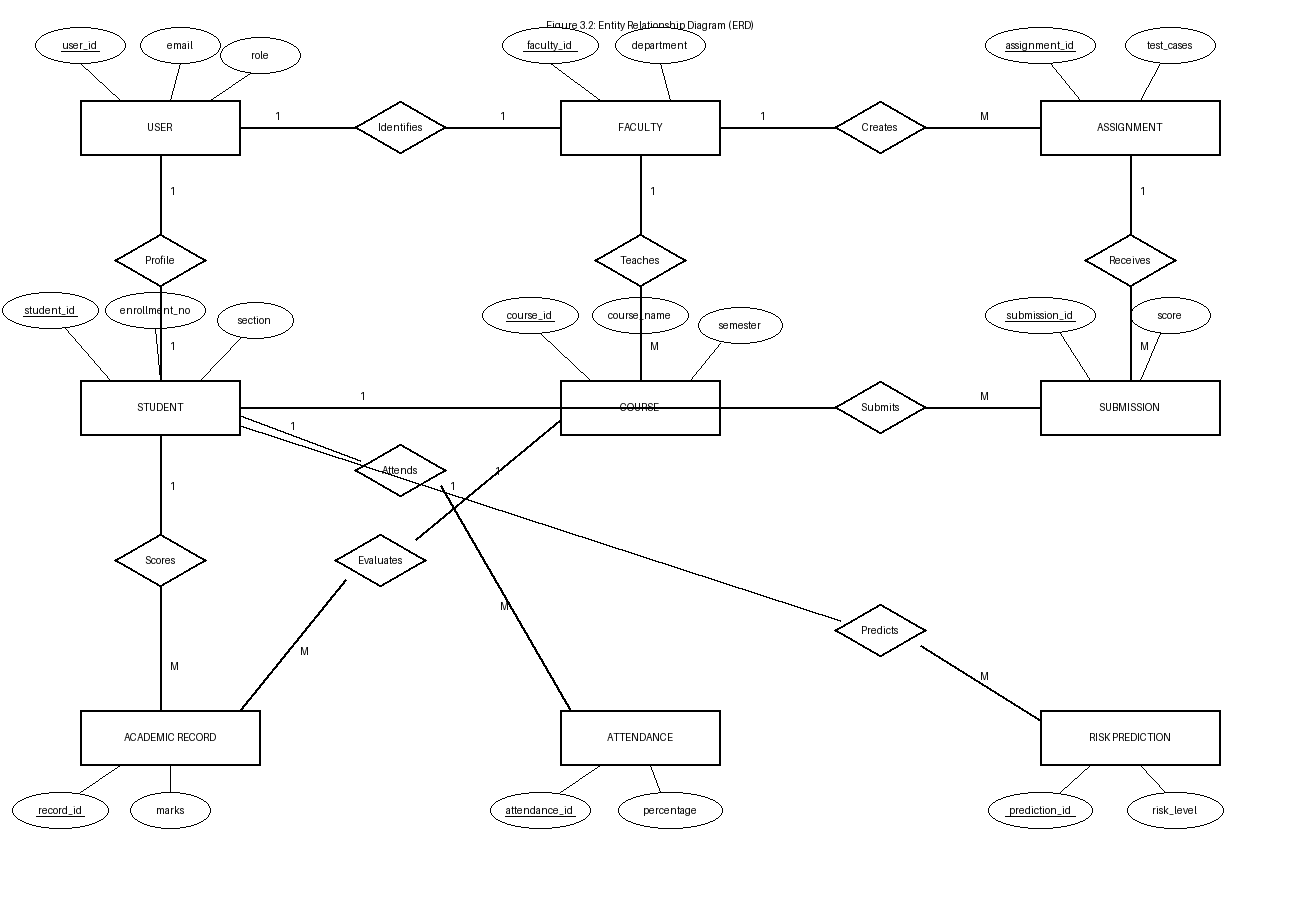 Figure 3.2: Entity Relationship Diagram (ERD)
user_id
email
role
faculty_id
department
assignment_id
test_cases
USER
1
Identifies
1
FACULTY
1
Creates
M
ASSIGNMENT
1
1
1
Profile
Teaches
Receives
student_id
enrollment_no
section
course_id
course_name
semester
submission_id
score
1
M
M
STUDENT
1
COURSE
Submits
M
SUBMISSION
1
Attends
1
1
1
Scores
Evaluates
M
Predicts
M
M
M
ACADEMIC RECORD
ATTENDANCE
RISK PREDICTION
record_id
marks
attendance_id
percentage
prediction_id
risk_level